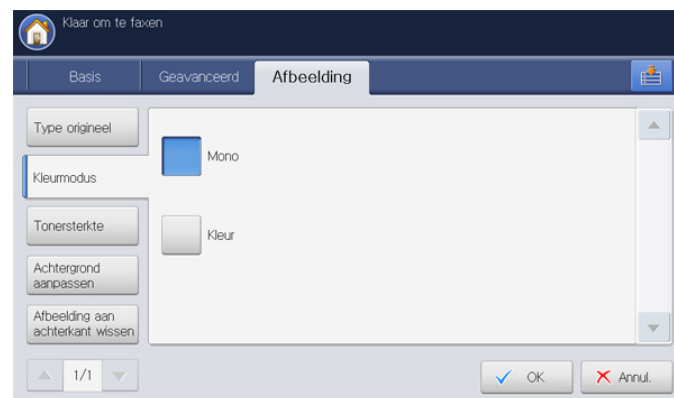 Klaar om te faxen
Basis
Geavanceerd
Afbeelding
Type origineel
Kleurmodus
Tonersterkte
Achtergrond
aanpassen
Afbeelding aan
achterkant wissen
Mono
Kleur
1/1
OK
Annul.